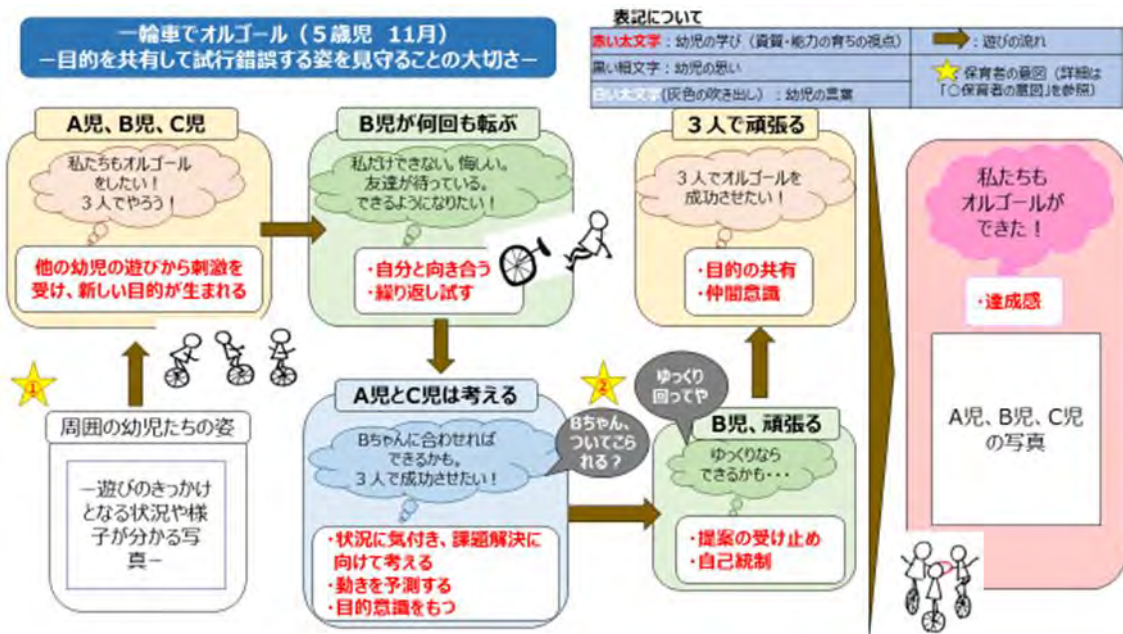 一輪車でオルゴール（５歳児 11月）
－目的を共有して試行錯誤する姿を見守ることの大切さ－
表記について
赤い太文字：幼児の学び（資質・能力の育ちの視点）
：遊びの流れ
黒い細文字：幼児の思い
白い太文字(灰色の吹き出し）：幼児の言葉
保育者の意図（詳細は
「○保育者の意図」を参照）
A児、B児、C児
私たちもオルゴール
をしたい！
３人でやろう！
他の幼児の遊びから刺激を
受け、新しい目的が生まれる
①
周囲の幼児たちの姿
－遊びのきっかけ
となる状況や様
子が分かる写
真－
B児が何回も転ぶ
私だけできない。悔しい。
友達が待っている。
できるようになりたい！
・自分と向き合う
・繰り返し試す
A児とC児は考える
Bちゃんに合わせれば
できるかも。
３人で成功させたい！
・状況に気付き、課題解決に
向けて考える
・動きを予測する
・目的意識をもつ
②
Bちゃん、
ついてこら
れる？
ゆっくり
回ってや
B児、頑張る
ゆっくりなら
できるかも・・・
・提案の受け止め
・自己統制
３人で頑張る
３人でオルゴールを
成功させたい！
・目的の共有
・仲間意識
私たちも
オルゴールが
できた！
・達成感
A児、B児、C児
の写真